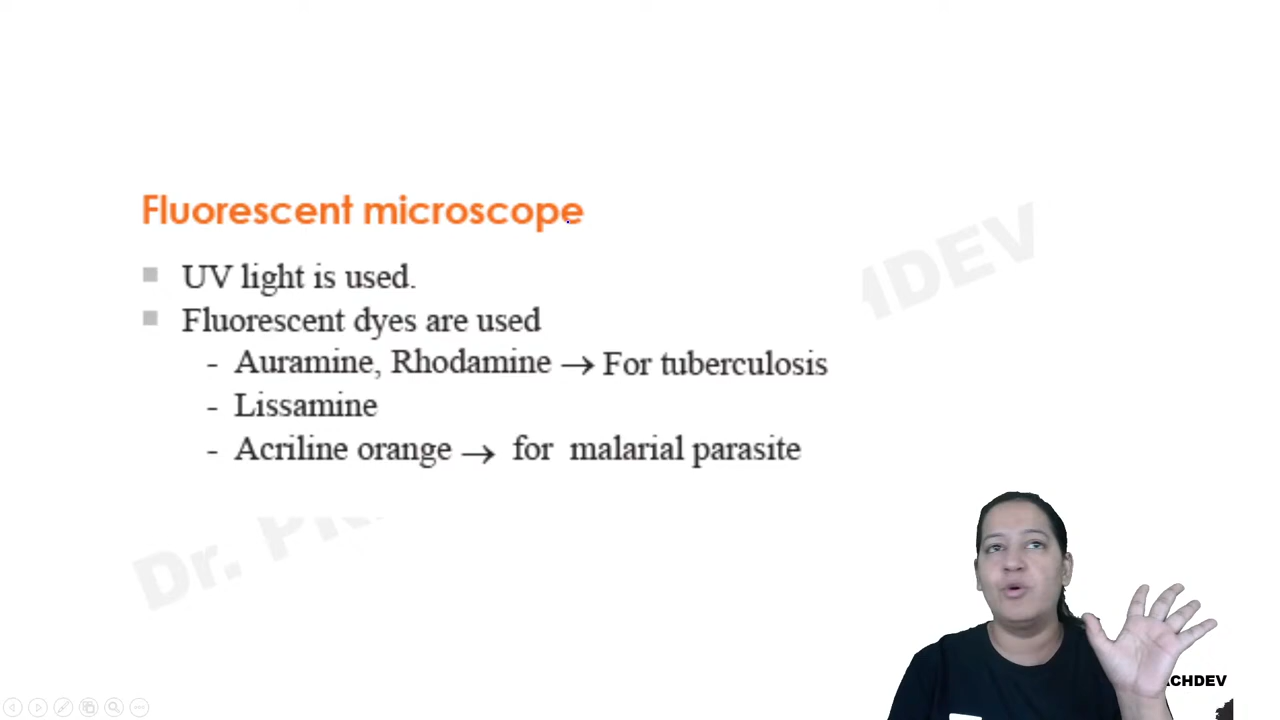 Fluorescent microscope
UV light is used.
Fluorescent dyes are used
- Auramine, Rhodamine → For tuberculosis
- Lissamine
- Acriline orange → for malarial parasite
Dr.